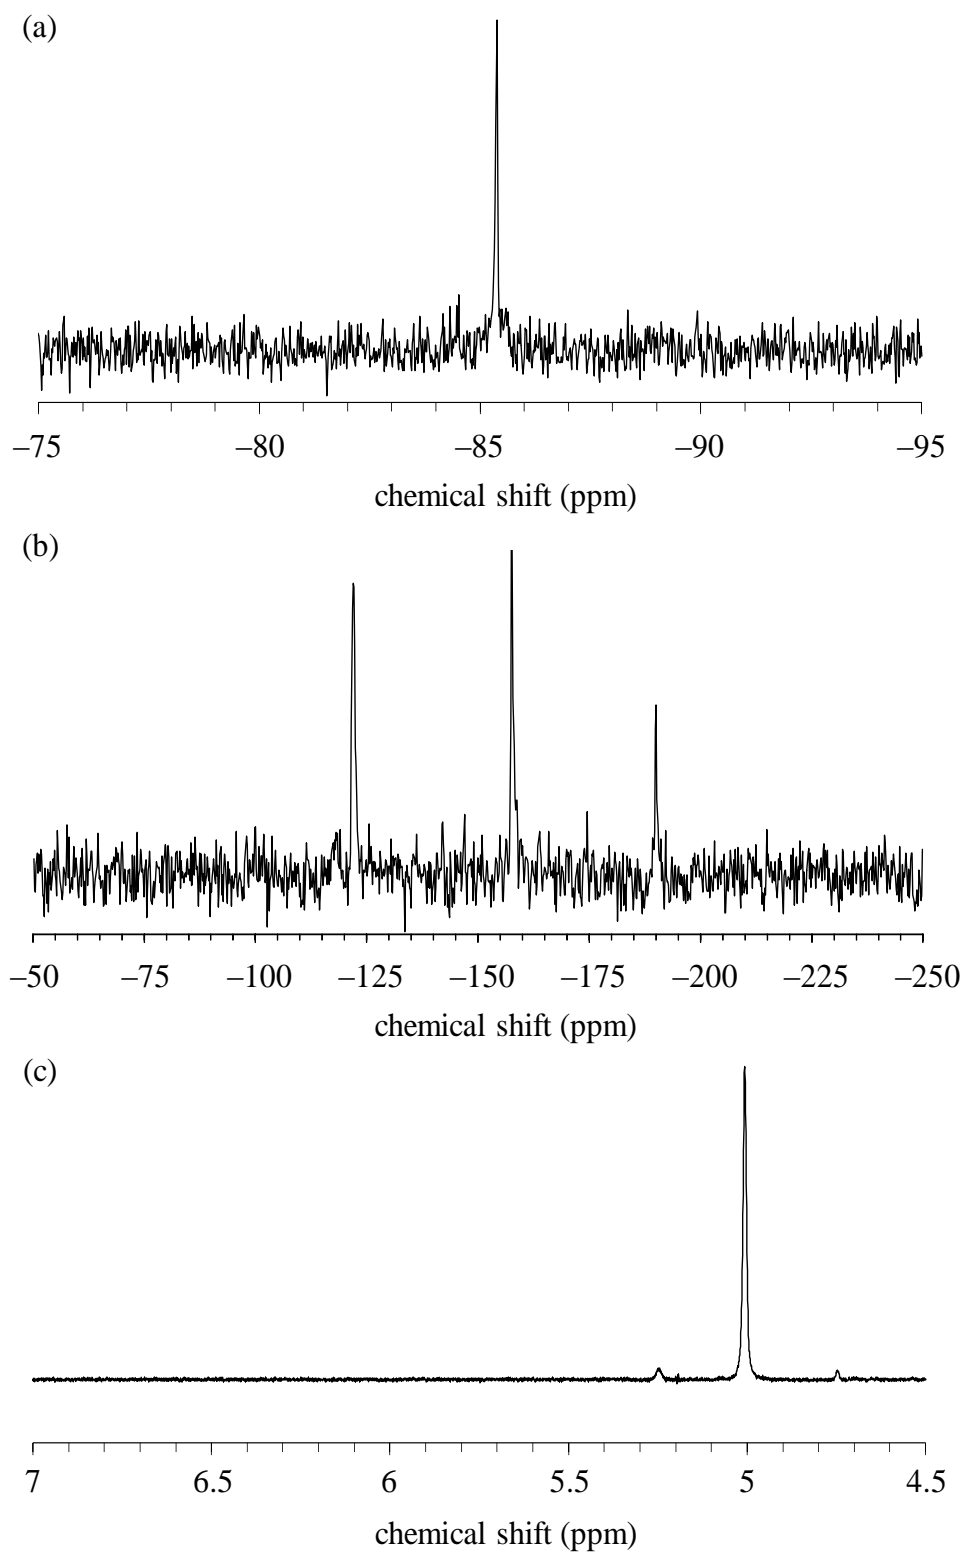 (a)
–75 –80 –85 –90 –95
chemical shift (ppm)
(b)
–50 –75 –100 –125 –150 –175 –200 –225 –250
chemical shift (ppm)
(c)
7 6.5 6 5.5 5 4.5
chemical shift (ppm)